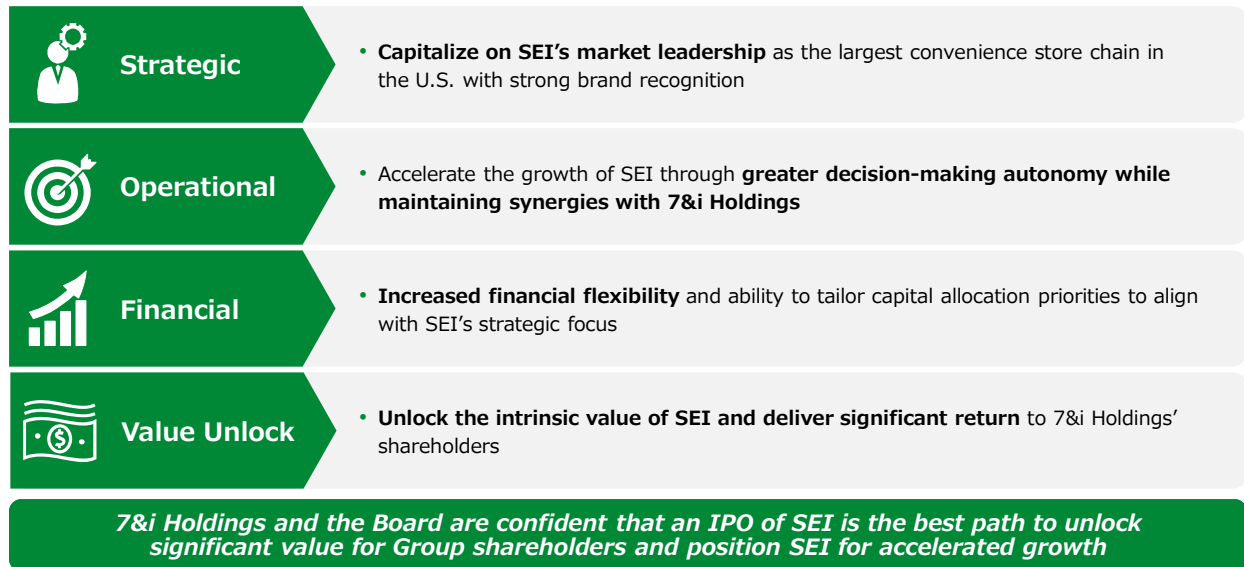 Strategic
• Capitalize on SEI's market leadership as the largest convenience store chain in
the U.S. with strong brand recognition
Operational
• Accelerate the growth of SEI through greater decision-making autonomy while
maintaining synergies with 7&i Holdings
Financial
• Increased financial flexibility and ability to tailor capital allocation priorities to align
with SEI's strategic focus
$
Value Unlock
• Unlock the intrinsic value of SEI and deliver significant return to 7&i Holdings'
shareholders
7&i Holdings and the Board are confident that an IPO of SEI is the best path to unlock
significant value for Group shareholders and position SEI for accelerated growth